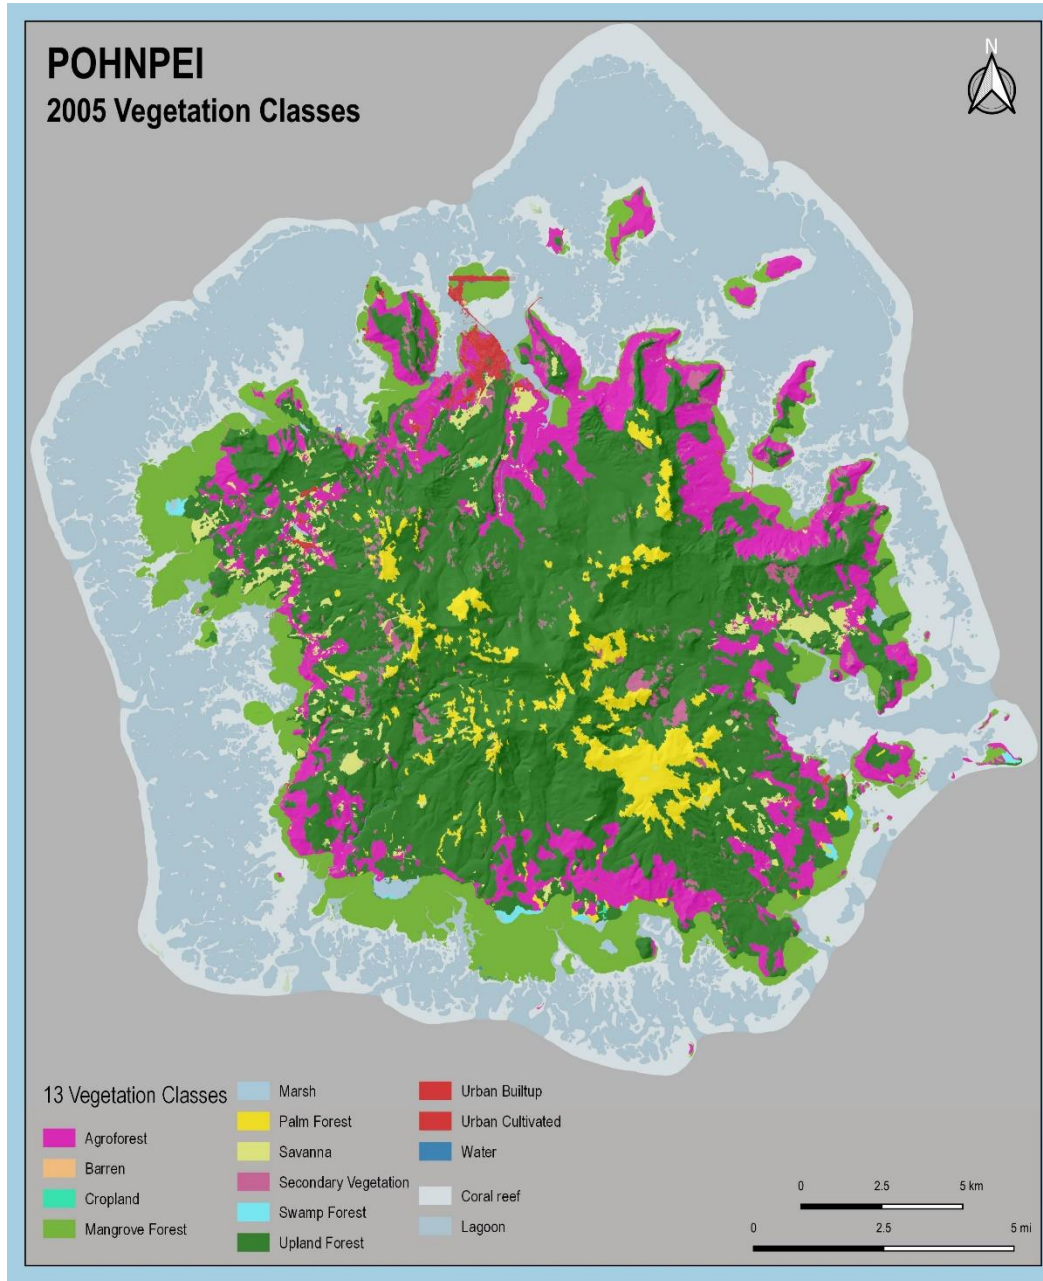 POHNPEI
2005 Vegetation Classes
N
13 Vegetation Classes
Agroforest
Barren
Cropland
Mangrove Forest
Marsh
Palm Forest
Savanna
Secondary Vegetation
Swamp Forest
Upland Forest
Urban Builtup
Urban Cultivated
Water
Coral reef
Lagoon
0 2.5 5 km
0 2.5 5 mi